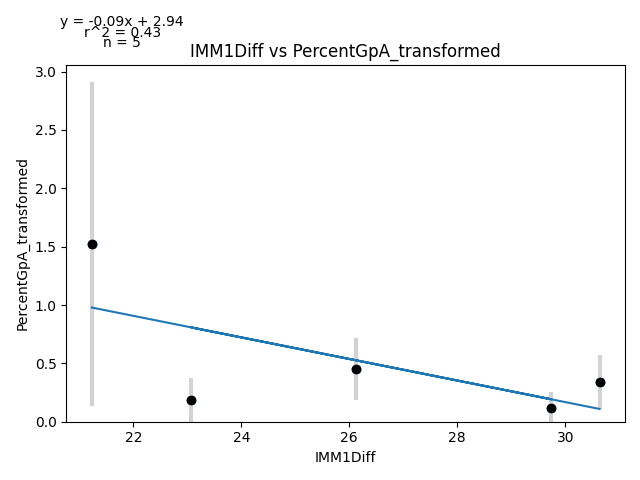 y = -0.09x + 2.94
r^2 = 0.43
n = 5
IMM1Diff vs PercentGpA_transformed
PercentGpA_transformed
3.0
2.5
2.0
1.5
1.0
0.5
0.0
22 24 26 28 30
IMM1Diff